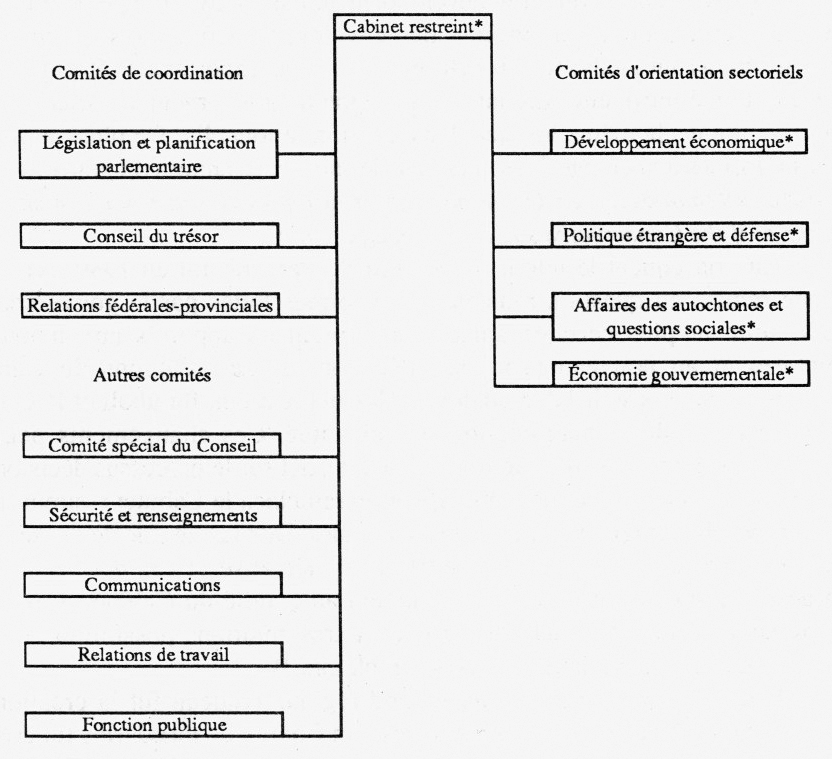 Cabinet restreint*
Comités de coordination
Législation et planification
parlementaire
Conseil du trésor
Relations fédérales-provinciales
Autres comités
Comité spécial du Conseil
Sécurité et renseignements
Communications
Relations de travail
Fonction publique
Comités d'orientation sectoriels
Développement économique*
Politique étrangère et défense*
Affaires des autochtones et
questions sociales*
Économie gouvernementale*